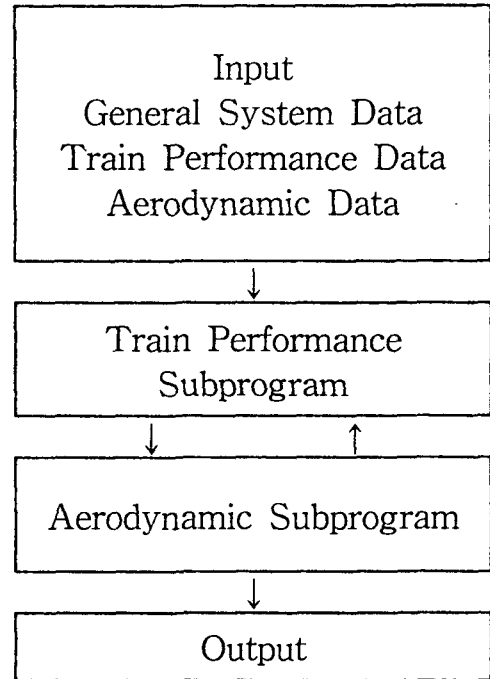 Input
General System Data
Train Performance Data
Aerodynamic Data
↓
Train Performance
Subprogram
↓ ↑
Aerodynamic Subprogram
↓
Output